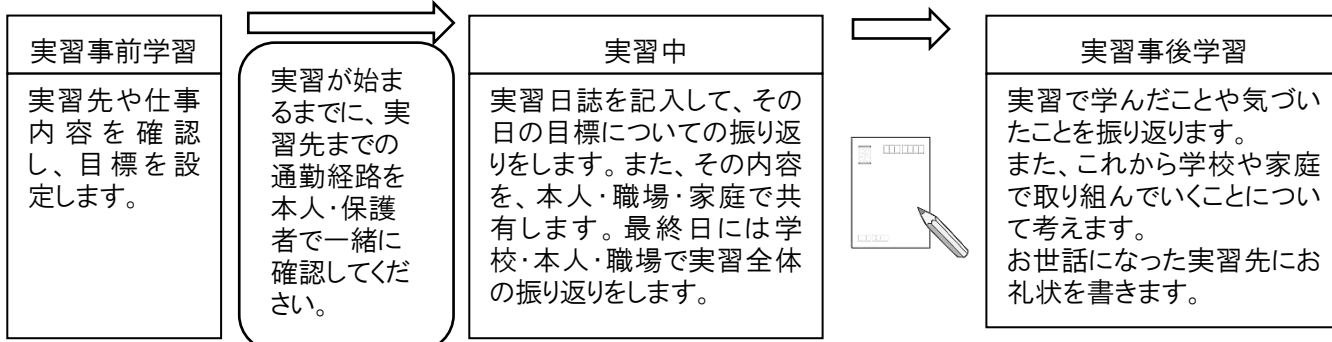 実習事前学習
実習先や仕事
内容を確認
し、目標を設
定します。
実習が始ま
るまでに、実
習先までの
通勤経路を
本人・保護
者で一緒に
確認してくだ
さい。
実習中
実習日誌を記入して、その
日の目標についての振り返
りをします。また、その内容
を、本人・職場・家庭で共
有します。最終日には学
校・本人・職場で実習全体
の振り返りをします。
実習事後学習
実習で学んだことや気づい
たことを振り返ります。
また、これから学校や家庭
で取り組んでいくことについ
て考えます。
お世話になった実習先にお
礼状を書きます。